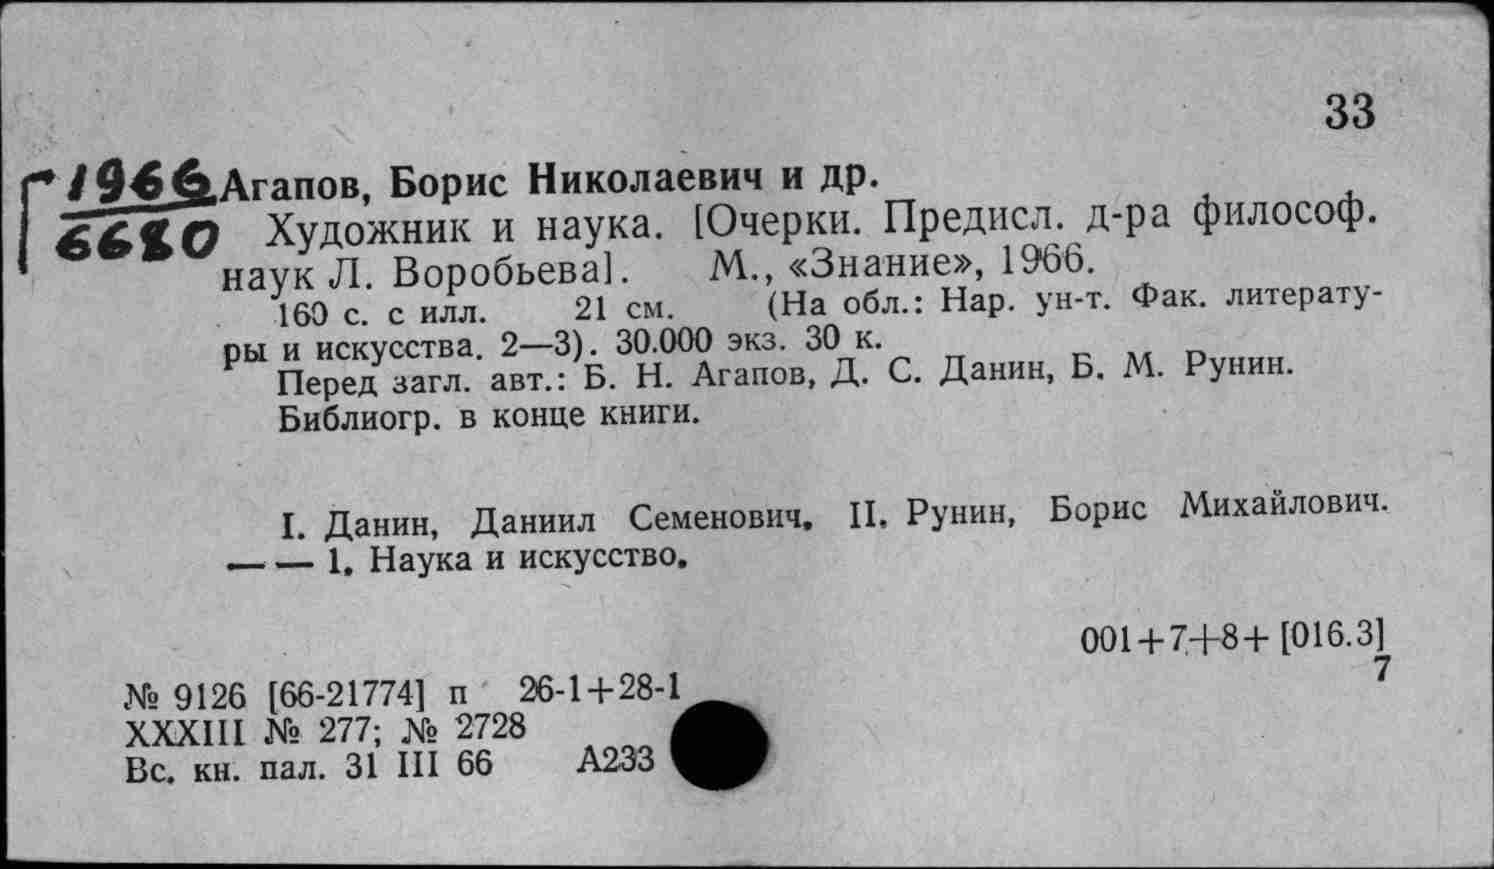 33
1966 Агапов, Борис Николаевич и др.
6680 Художник и наука. [Очерки. Предисл. д-ра философ.
наук Л. Воробьева]. М., «Знание», 1966.
160 с. с илл. 21 см. (На обл.: Нар. ун-т. Фак. литерату-
ры и искусства. 2—3). 30.000 экз. 30 к.
Перед загл. авт.: Б. Н. Агапов, Д. С. Данин, Б. М. Рунин.
Библиогр. в конце книги.
I. Данин, Даниил Семенович. II. Рунин, Борис Михайлович.
— — 1. Наука и искусство.
001+7+8+ [016.3]
7
№ 9126 [66-21774] п 26-1+28-1
XXXIII № 277; № 2728
Вс. кн. пал. 31 III 66 А233